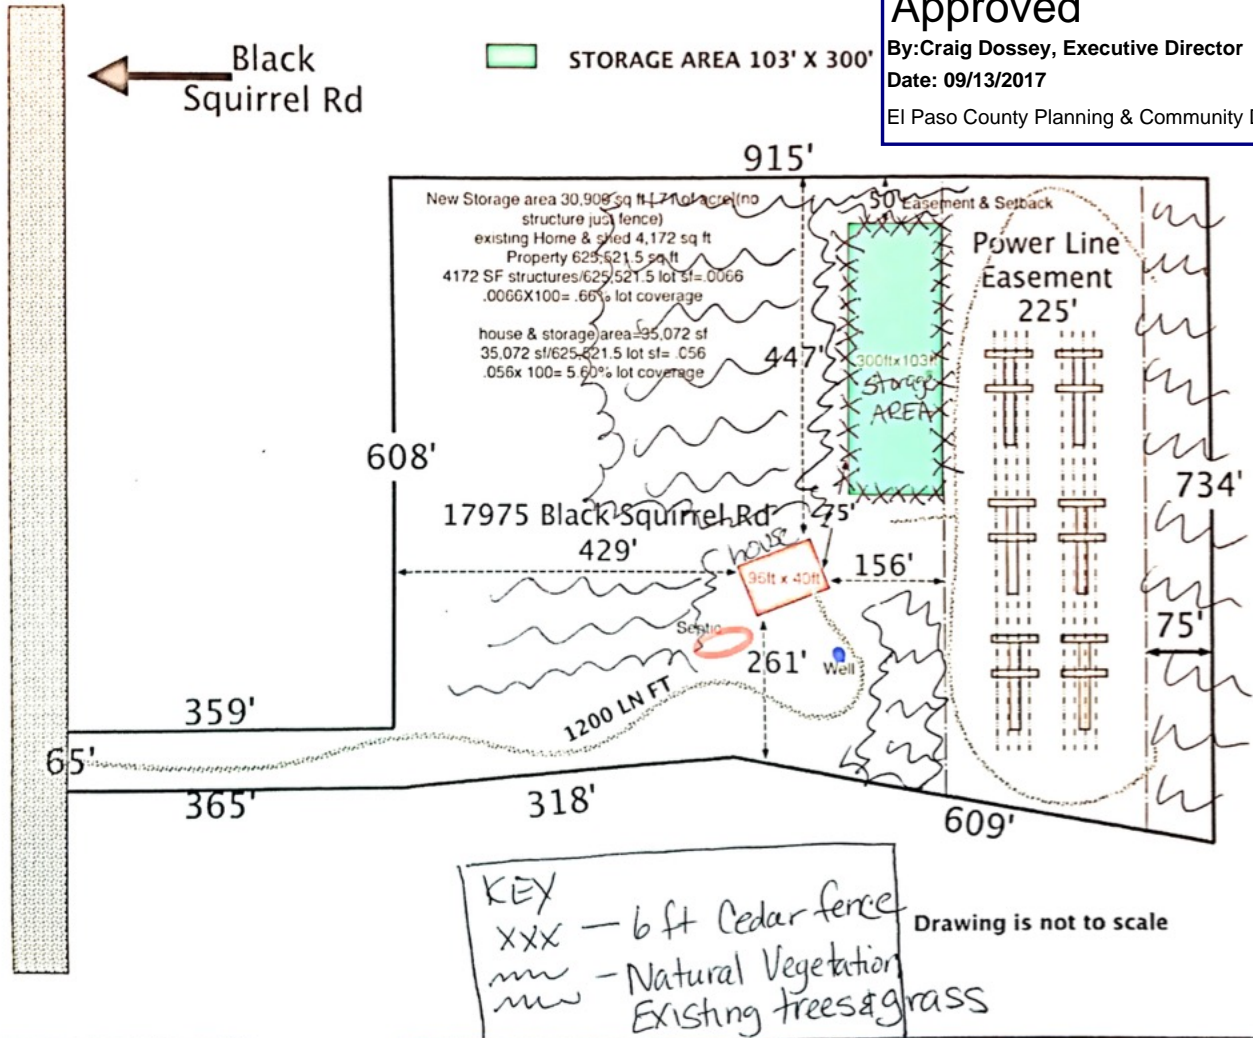 Approved
By:Craig Dossey, Executive Director
Date: 09/13/2017
El Paso County Planning & Community D
Black
Squirrel Rd
STORAGE AREA 103' X 300'
915'
New Storage area 30,900 sq ft [.71 of acre](no
structure just fence)
existing Home & shed 4,172 sq ft
Property 625,521.5 sq ft
4172 SF structures/625,521.5 lot sf=.0066
.0066X100= .66% lot coverage
house & storage area=35,072 sf
35,072 sf/625,521.5 lot sf= .056
.056x 100= 5.60% lot coverage
50' Easement & Setback
Power Line
Easement
225'
447'
300ftx103ft
Storage
AREA
608'
734'
17975 Black Squirrel Rd
75'
429'
house
96ft x 40ft
156'
Septic
261'
Well
75'
1200 LN FT
359'
65'
365'
318'
609'
KEY
XXX — 6 ft Cedar fence
— Natural Vegetation
Existing trees & grass
Drawing is not to scale